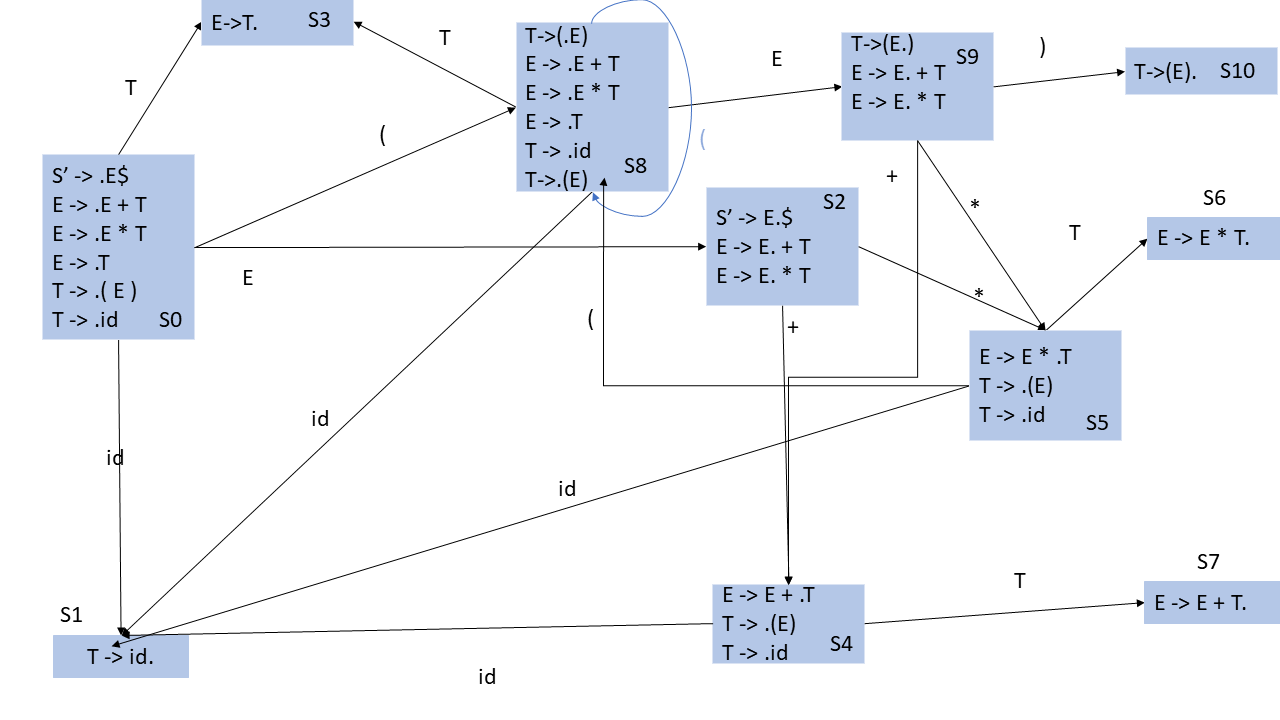 E->T. S3
T
T
T->(.E)
E -> .E + T
E -> .E * T
E -> .T
T -> .id
T->.(E)
S8
(
(
E
T->(E.)
E -> E. + T
E -> E. * T
S9
)
T->(E). S10
S’ -> .E$
E -> .E + T
E -> .E * T
E -> .T
T -> .( E )
T -> .id S0
E
S’ -> E.$
E -> E. + T
E -> E. * T
S2
+
*
*
T
S6
E -> E * T.
(
+
E -> E * .T
T -> .(E)
T -> .id
S5
id
id
id
S1
T -> id.
E -> E + .T
T -> .(E)
T -> .id
S4
T
S7
E -> E + T.
id